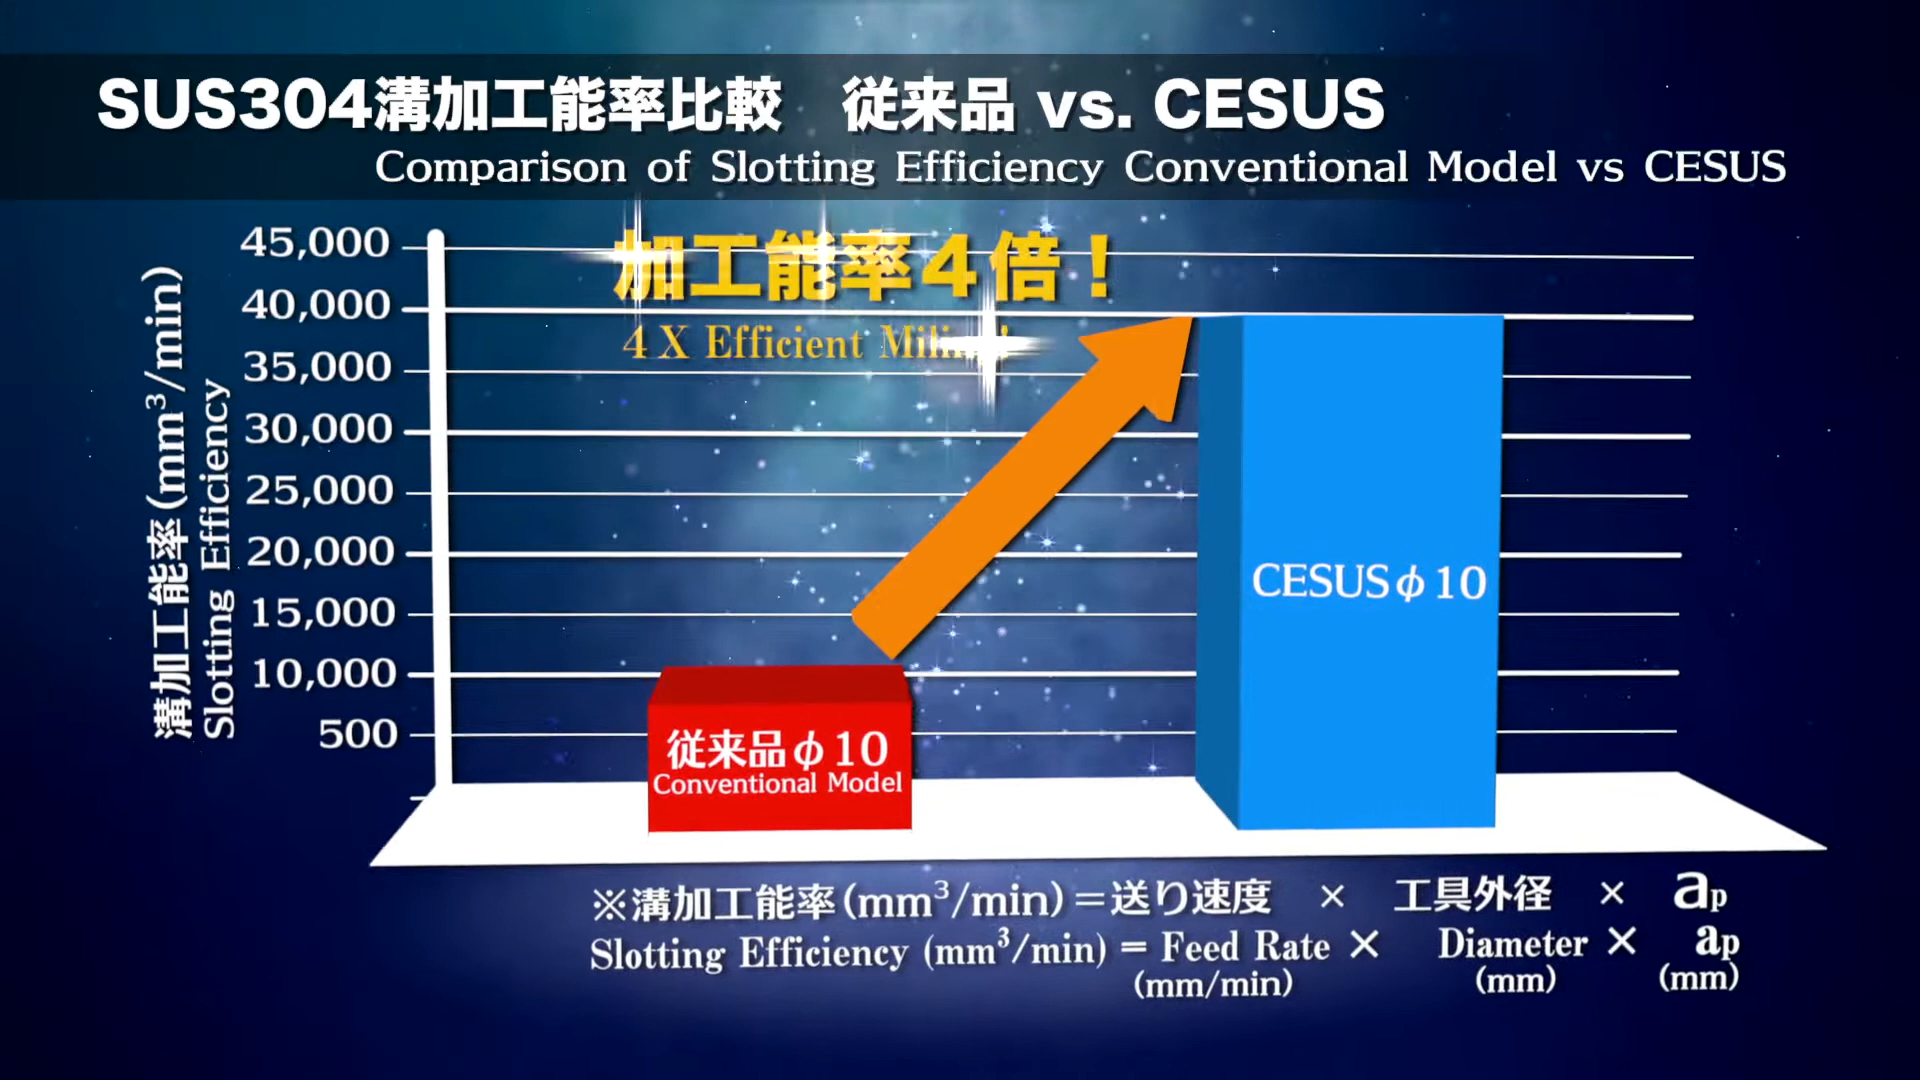 SUS304溝加工能率比較　従来品 vs. CESUS
Comparison of Slotting Efficiency Conventional Model vs CESUS
加工能率４倍！
4 X Efficient
溝加工能率(mm³/min)
Slotting Efficiency
45,000
40,000
35,000
30,000
25,000
20,000
15,000
10,000
500
従来品φ10
Conventional Model
CESUSφ10
※溝加工能率(mm³/min)＝送り速度　×　工具外径　×　ap
Slotting Efficiency (mm³/min) = Feed Rate × Diameter × ap
(mm/min) (mm) (mm)